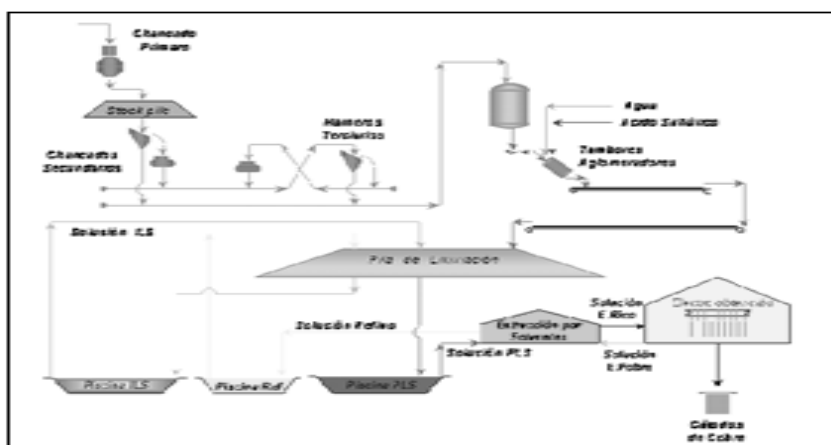 Chancado
Primario
Stock pile
Chancados
Secundarios
Terciarios
Agua
Acido Sulfúrico
Tambores
Aglomeradores
Solución ILS
Pila de Lixiviación
Solución Refino
Extracción por
Solventes
Solución PLS
Solución
E.Rico
Electroobtención
Solución
E.Pobre
Piscina ILS
Piscina Ref.
Piscina PLS
Cátodos
de Cobre